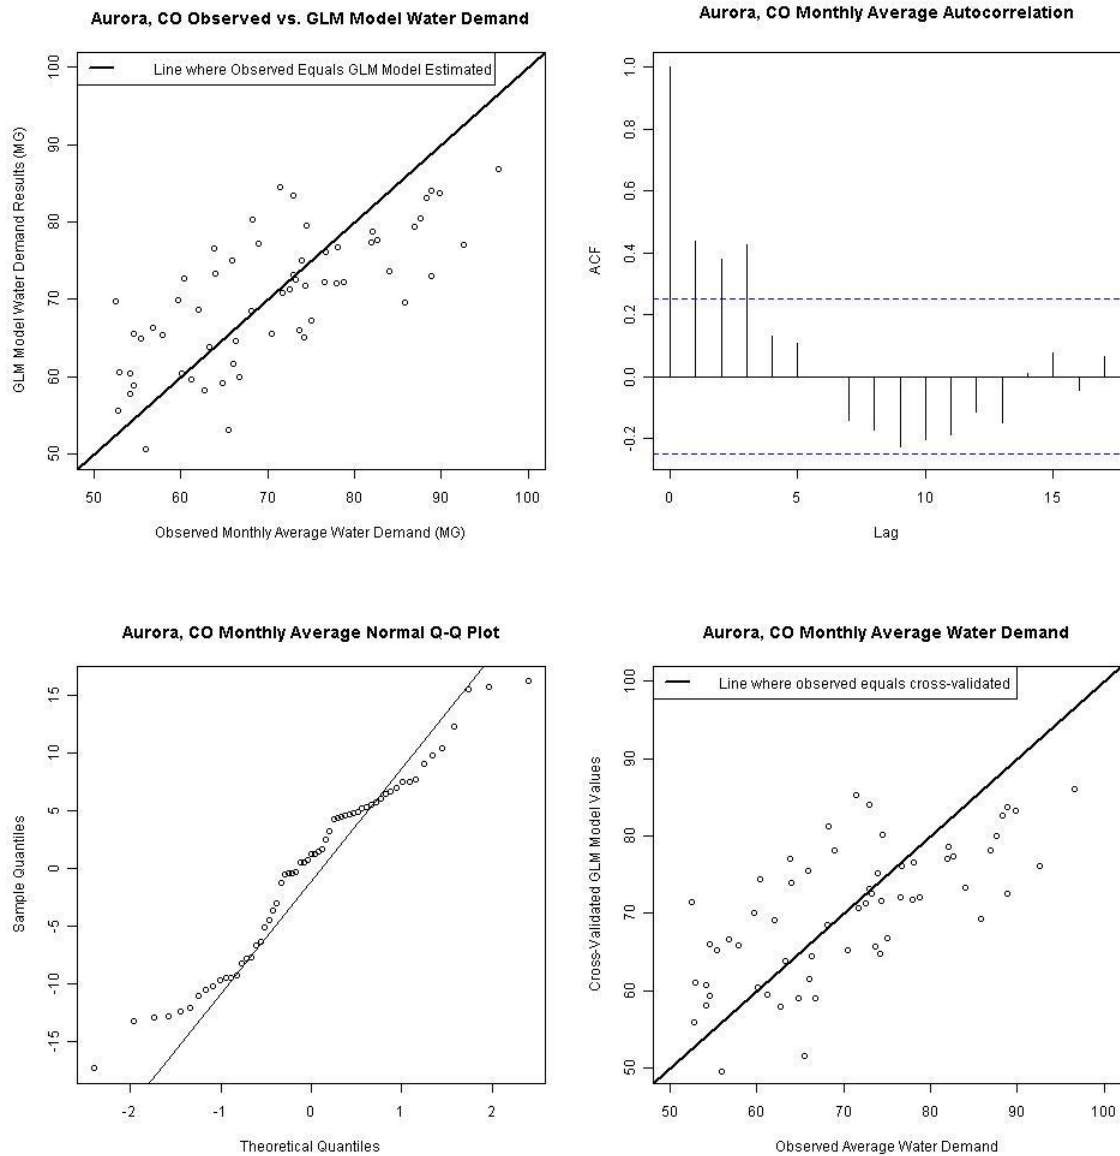 Aurora, CO Observed vs. GLM Model Water Demand
Line where Observed Equals GLM Model Estimated
GLM Model Water Demand Results (MG)
100
90
80
70
60
50
50 60 70 80 90 100
Observed Monthly Average Water Demand (MG)
Aurora, CO Monthly Average Autocorrelation
ACF
1.0
0.8
0.6
0.4
0.2
0.0
-0.2
0 5 10 15
Lag
Aurora, CO Monthly Average Normal Q-Q Plot
Sample Quantiles
15
10
5
0
-5
-10
-15
-2 -1 0 1 2
Theoretical Quantiles
Aurora, CO Monthly Average Water Demand
Line where observed equals cross-validated
Cross-Validated GLM Model Values
100
90
80
70
60
50
50 60 70 80 90 100
Observed Average Water Demand